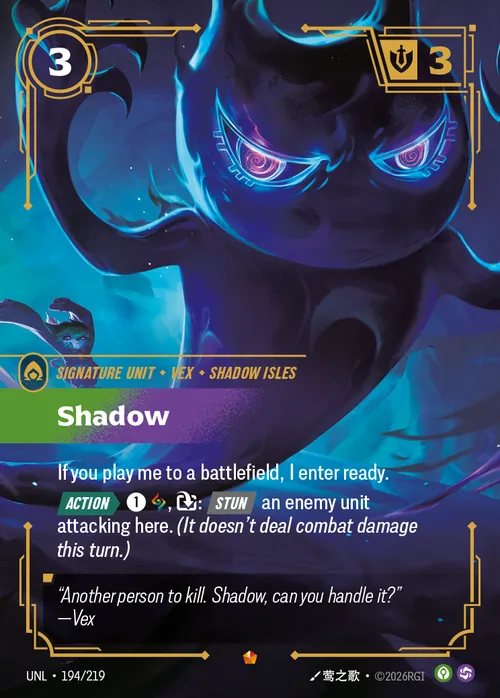 3
3
SIGNATURE UNIT • VEX • SHADOW ISLES
Shadow
If you play me to a battlefield, I enter ready.
ACTION 1 , : STUN an enemy unit
attacking here. (It doesn't deal combat damage
this turn.)
“Another person to kill. Shadow, can you handle it?”
—Vex
UNL • 194/219
莺之歌 • ©2026RGI